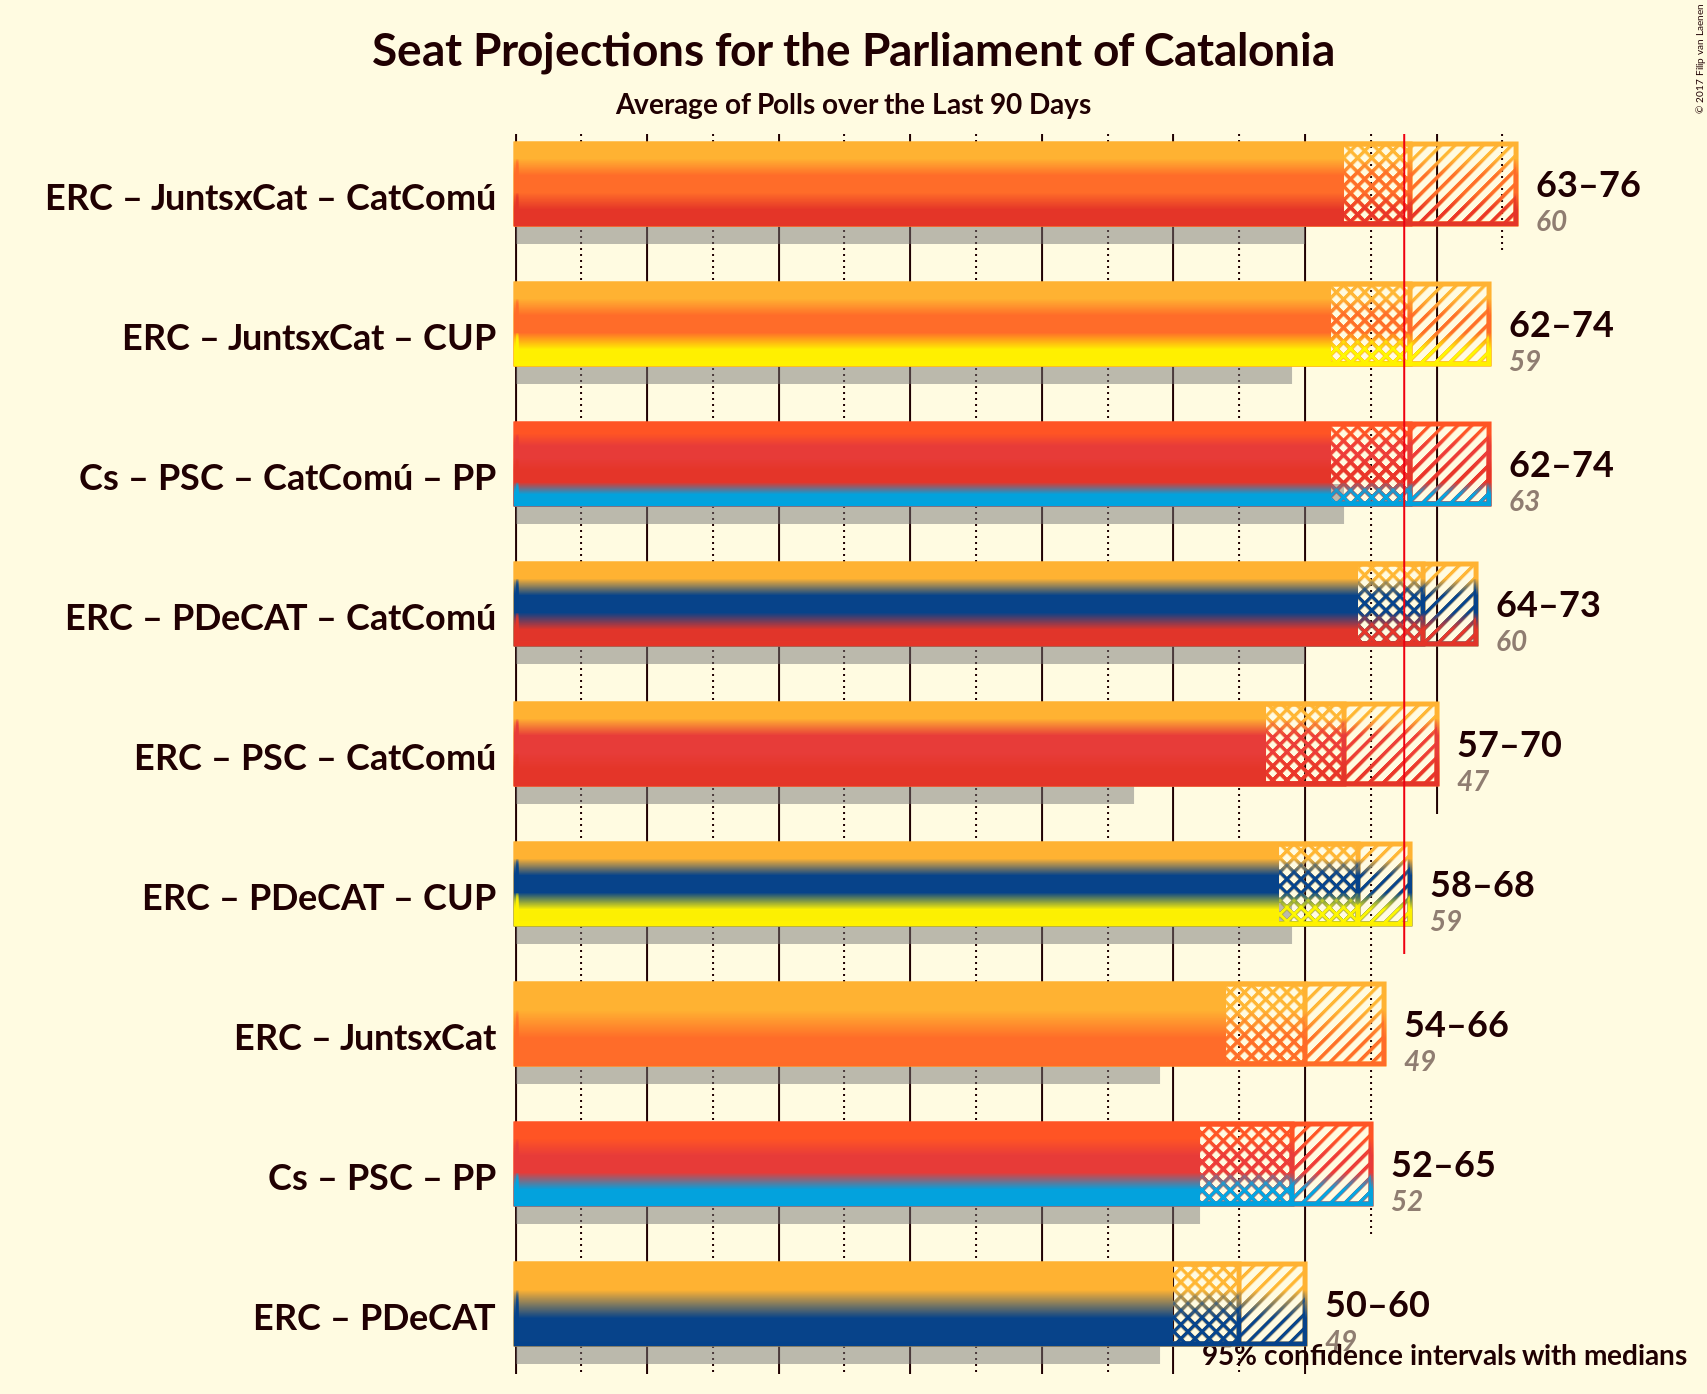 Seat Projections for the Parliament of Catalonia
Average of Polls over the Last 90 Days
© 2017 Filip van Laenen
ERC – JuntsxCat – CatComú
63–76
60
ERC – JuntsxCat – CUP
62–74
59
Cs – PSC – CatComú – PP
62–74
63
ERC – PDeCAT – CatComú
64–73
60
ERC – PSC – CatComú
57–70
47
ERC – PDeCAT – CUP
58–68
59
ERC – JuntsxCat
54–66
49
Cs – PSC – PP
52–65
52
ERC – PDeCAT
50–60
49
95% confidence intervals with medians